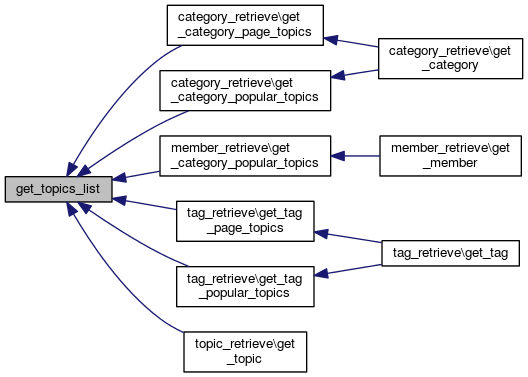 category_retrieve\get
_category_page_topics
category_retrieve\get
_category
category_retrieve\get
_category_popular_topics
member_retrieve\get
_category_popular_topics
member_retrieve\get
_member
get_topics_list
tag_retrieve\get_tag
_page_topics
tag_retrieve\get_tag
tag_retrieve\get_tag
_popular_topics
topic_retrieve\get
_topic